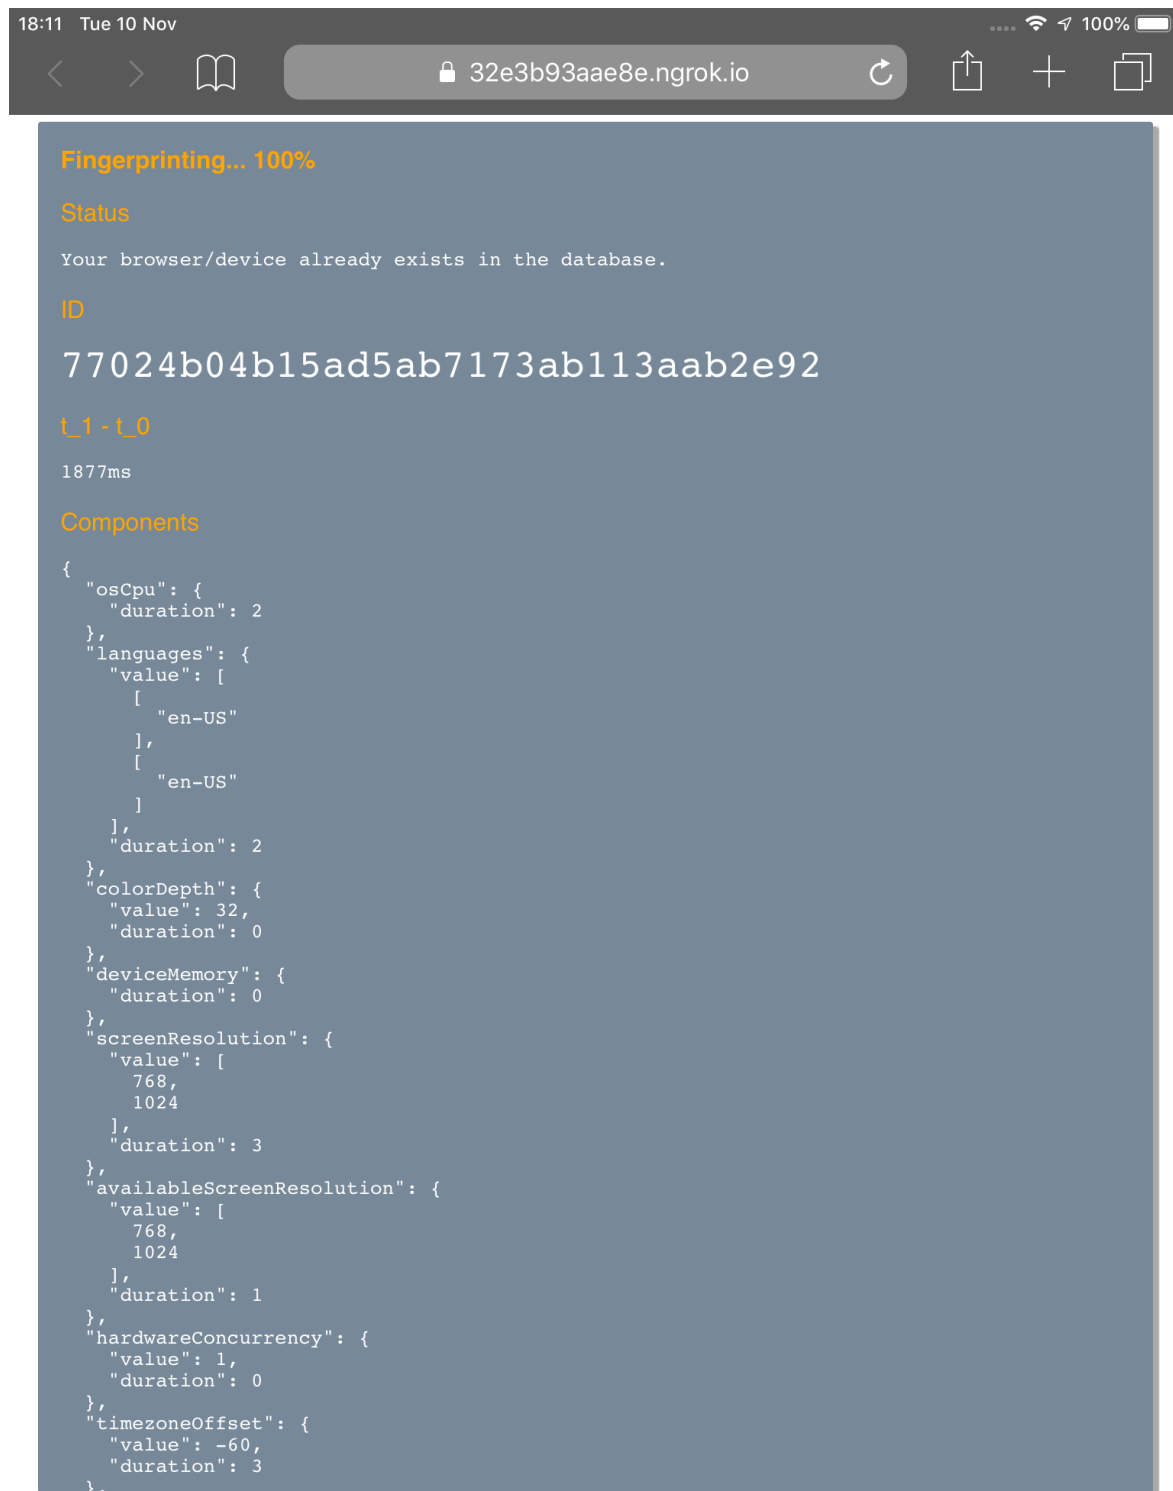 18:11 Tue 10 Nov 100%
32e3b93aae8e.ngrok.io
Fingerprinting... 100%
Status
Your browser/device already exists in the database.
ID
77024b04b15ad5ab7173ab113aab2e92
t_1 - t_0
1877ms
Components
{
  "osCpu": {
    "duration": 2
  },
  "languages": {
    "value": [
      [
        "en-US"
      ],
      [
        "en-US"
      ]
    ],
    "duration": 2
  },
  "colorDepth": {
    "value": 32,
    "duration": 0
  },
  "deviceMemory": {
    "duration": 0
  },
  "screenResolution": {
    "value": [
      768,
      1024
    ],
    "duration": 3
  },
  "availableScreenResolution": {
    "value": [
      768,
      1024
    ],
    "duration": 1
  },
  "hardwareConcurrency": {
    "value": 1,
    "duration": 0
  },
  "timezoneOffset": {
    "value": -60,
    "duration": 3
  },